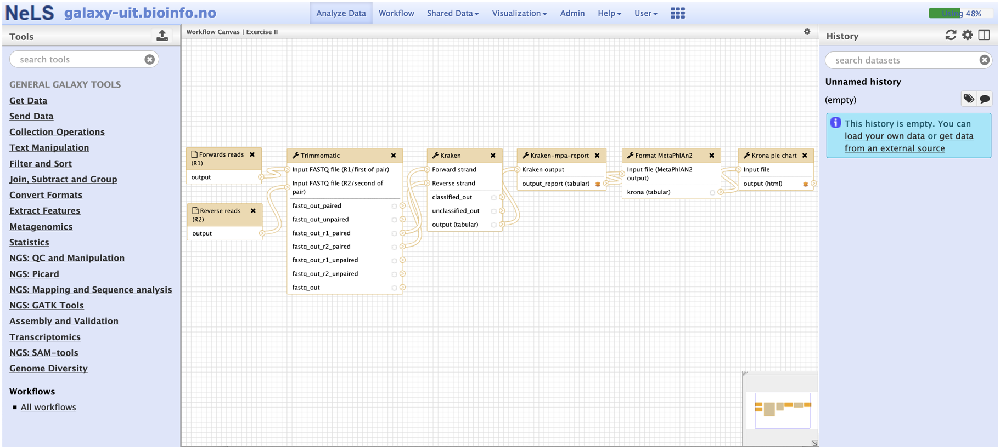 NeLS galaxy-uit.bioinfo.no
Analyze Data Workflow Shared Data Visualization Admin Help User
Using 48%
Tools
search tools
GENERAL GALAXY TOOLS
Get Data
Send Data
Collection Operations
Text Manipulation
Filter and Sort
Join, Subtract and Group
Convert Formats
Extract Features
Metagenomics
Statistics
NGS: QC and Manipulation
NGS: Picard
NGS: Mapping and Sequence analysis
NGS: GATK Tools
Assembly and Validation
Transcriptomics
NGS: SAM-tools
Genome Diversity
Workflows
All workflows
Workflow Canvas | Exercise II
Forwards reads
(R1)
output
Reverse reads
(R2)
output
Trimmomatic
Input FASTQ file (R1/first of pair)
Input FASTQ file (R2/second of
pair)
fastq_out_paired
fastq_out_unpaired
fastq_out_r1_paired
fastq_out_r2_paired
fastq_out_r1_unpaired
fastq_out_r2_unpaired
fastq_out
Kraken
Forward strand
Reverse strand
classified_out
unclassified_out
output (tabular)
Kraken-mpa-report
Kraken output
output_report (tabular)
Format MetaPhlAn2
Input file (MetaPhlAN2
output)
krona (tabular)
Krona pie chart
Input file
output (html)
History
search datasets
Unnamed history
(empty)
This history is empty. You can
load your own data or get data
from an external source